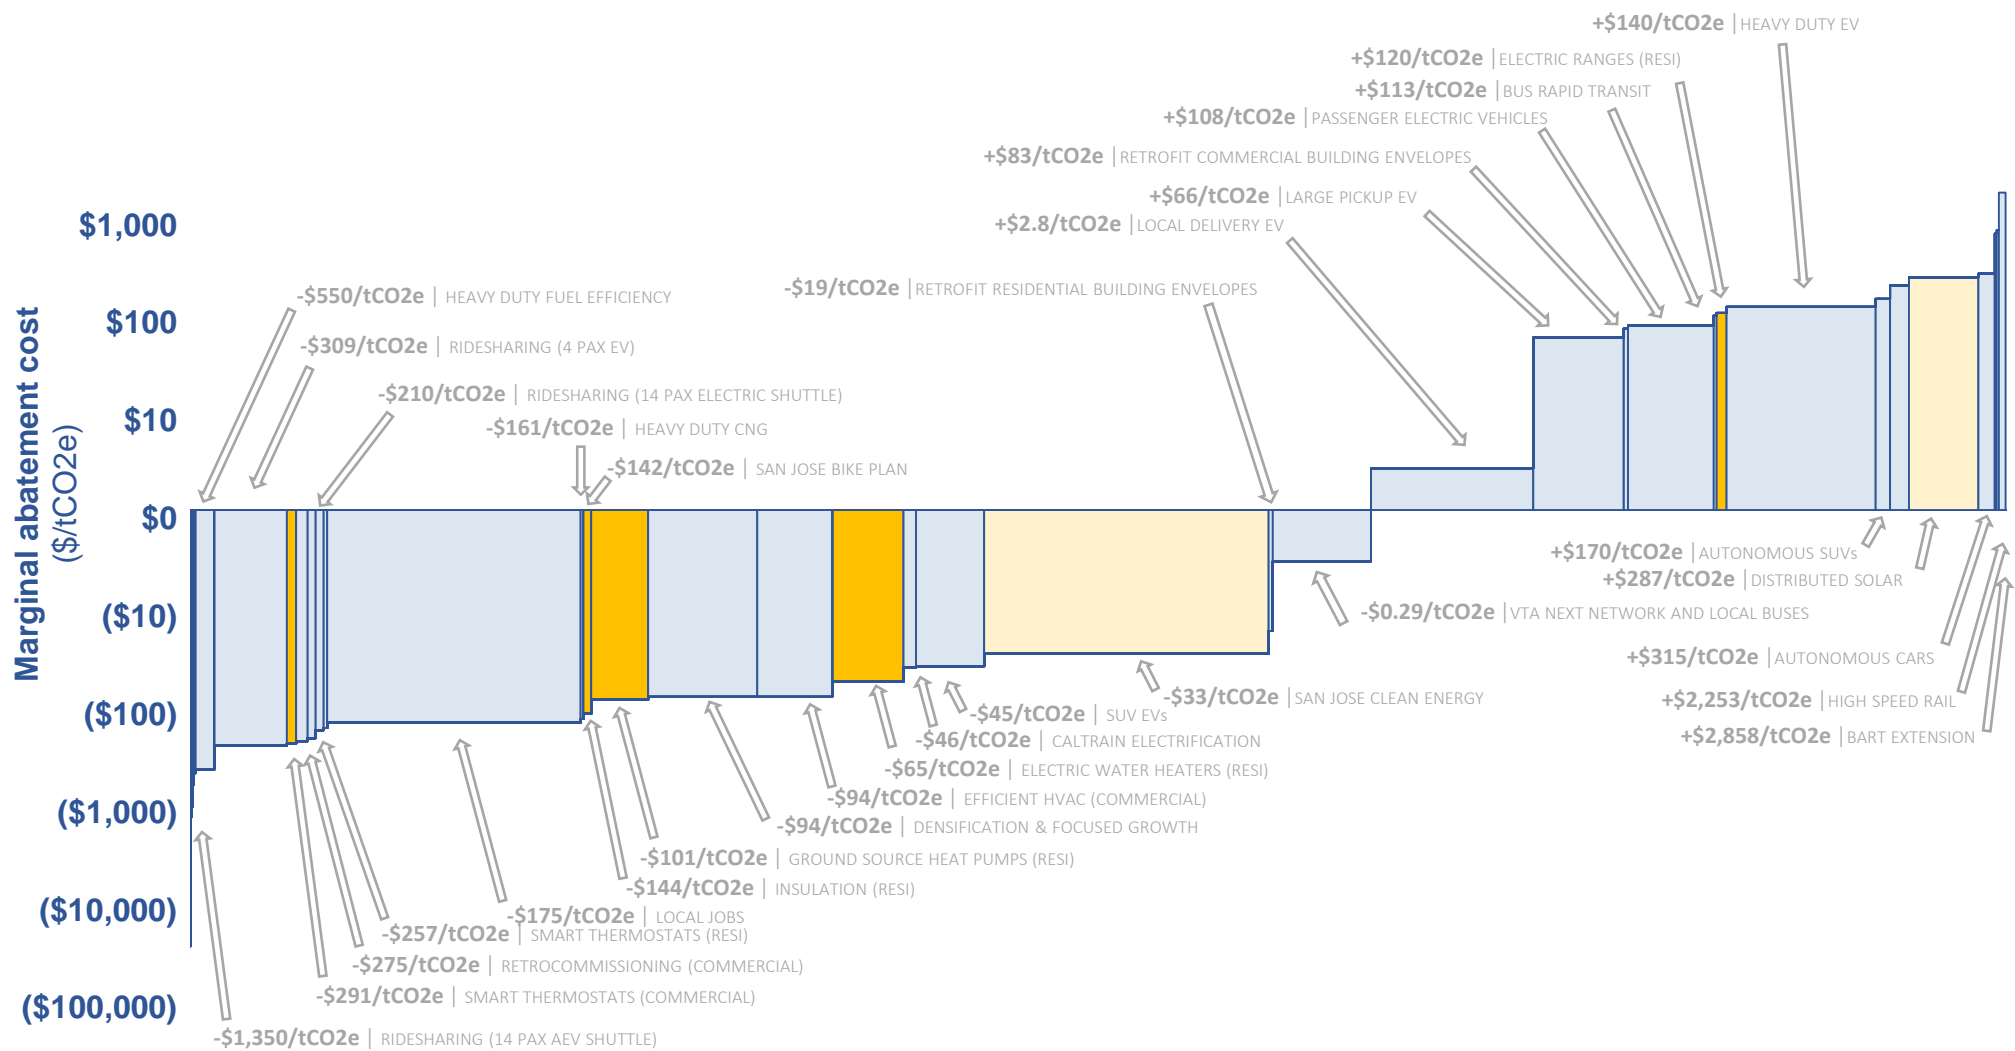 +$140/tCO2e | HEAVY DUTY EV
+$120/tCO2e | ELECTRIC RANGES (RESI)
+$113/tCO2e | BUS RAPID TRANSIT
+$108/tCO2e | PASSENGER ELECTRIC VEHICLES
+$83/tCO2e | RETROFIT COMMERCIAL BUILDING ENVELOPES
+$66/tCO2e | LARGE PICKUP EV
+$2.8/tCO2e | LOCAL DELIVERY EV
-$19/tCO2e | RETROFIT RESIDENTIAL BUILDING ENVELOPES
-$550/tCO2e | HEAVY DUTY FUEL EFFICIENCY
-$309/tCO2e | RIDESHARING (4 PAX EV)
-$210/tCO2e | RIDESHARING (14 PAX ELECTRIC SHUTTLE)
-$161/tCO2e | HEAVY DUTY CNG
-$142/tCO2e | SAN JOSE BIKE PLAN
Marginal abatement cost
($/tCO2e)
$1,000
$100
$10
$0
($10)
($100)
($1,000)
($10,000)
($100,000)
+$170/tCO2e | AUTONOMOUS SUVs
+$287/tCO2e | DISTRIBUTED SOLAR
-$0.29/tCO2e | VTA NEXT NETWORK AND LOCAL BUSES
+$315/tCO2e | AUTONOMOUS CARS
+$2,253/tCO2e | HIGH SPEED RAIL
+$2,858/tCO2e | BART EXTENSION
-$33/tCO2e | SAN JOSE CLEAN ENERGY
-$45/tCO2e | SUV EVs
-$46/tCO2e | CALTRAIN ELECTRIFICATION
-$65/tCO2e | ELECTRIC WATER HEATERS (RESI)
-$94/tCO2e | EFFICIENT HVAC (COMMERCIAL)
-$94/tCO2e | DENSIFICATION & FOCUSED GROWTH
-$101/tCO2e | GROUND SOURCE HEAT PUMPS (RESI)
-$144/tCO2e | INSULATION (RESI)
-$175/tCO2e | LOCAL JOBS
-$257/tCO2e | SMART THERMOSTATS (RESI)
-$275/tCO2e | RETROCOMMISSIONING (COMMERCIAL)
-$291/tCO2e | SMART THERMOSTATS (COMMERCIAL)
-$1,350/tCO2e | RIDESHARING (14 PAX AEV SHUTTLE)